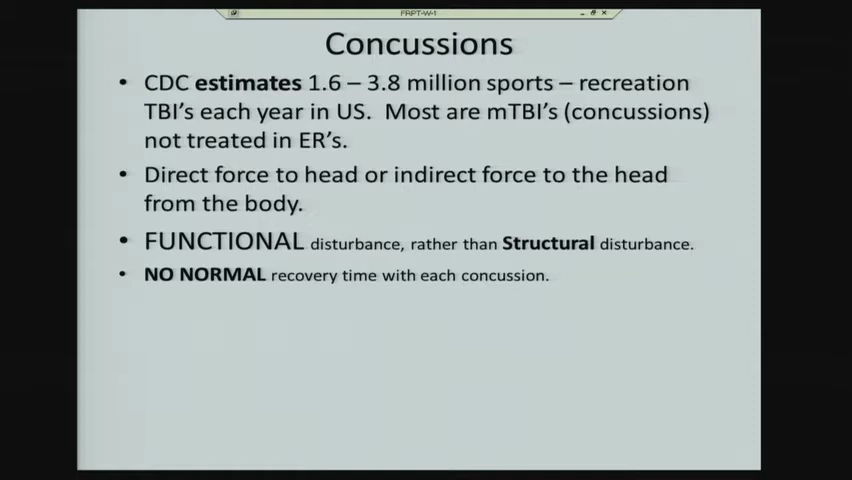 FRPT-W-1
Concussions
• CDC estimates 1.6 – 3.8 million sports – recreation
TBI's each year in US. Most are mTBI's (concussions)
not treated in ER's.
• Direct force to head or indirect force to the head
from the body.
• FUNCTIONAL disturbance, rather than Structural disturbance.
• NO NORMAL recovery time with each concussion.